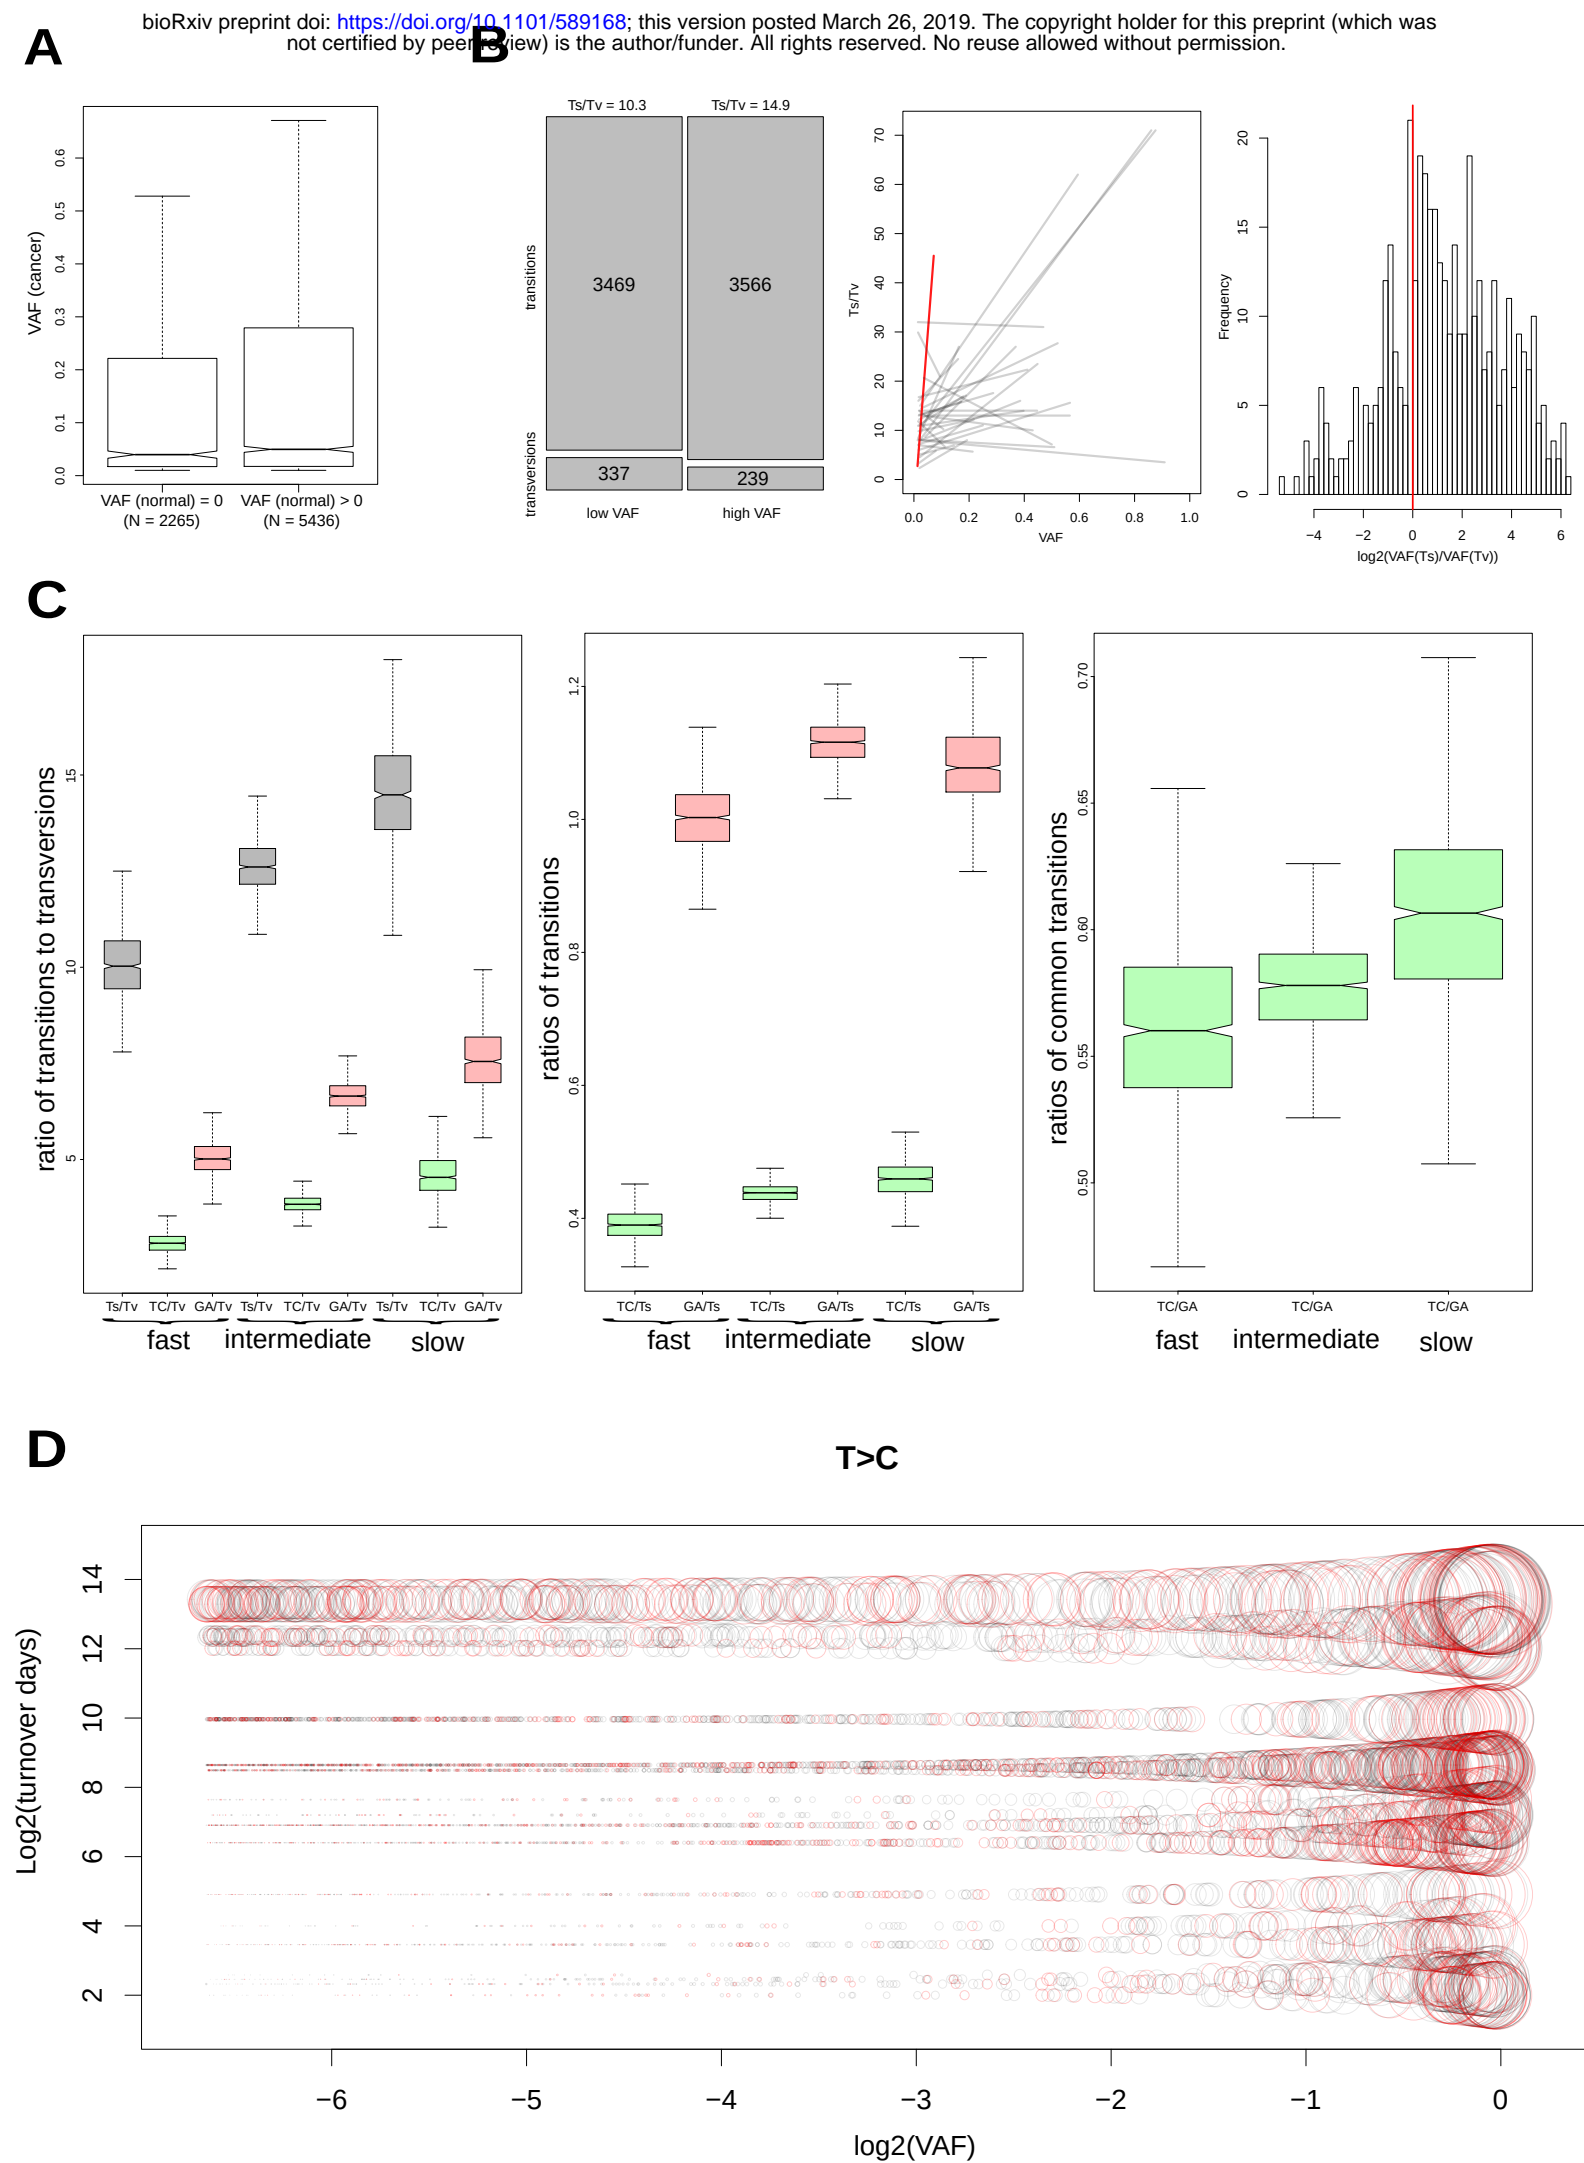 bioRxiv preprint doi: https://doi.org/10.1101/589168; this version posted March 26, 2019. The copyright holder for this preprint (which was
not certified by peer review) is the author/funder. All rights reserved. No reuse allowed without permission.
A
B
VAF (cancer)
0.0 0.1 0.2 0.3 0.4 0.5 0.6
VAF (normal) = 0 VAF (normal) > 0
(N = 2265) (N = 5436)
Ts/Tv = 10.3 Ts/Tv = 14.9
transitions
3469 3566
transversions
337 239
low VAF high VAF
Ts/Tv
0 10 20 30 40 50 60 70
0.0 0.2 0.4 0.6 0.8 1.0
VAF
Frequency
0 5 10 15 20
−4 −2 0 2 4 6
log2(VAF(Ts)/VAF(Tv))
C
ratio of transitions to transversions
5 10 15
Ts/Tv TC/Tv GA/Tv Ts/Tv TC/Tv GA/Tv Ts/Tv TC/Tv GA/Tv
fast intermediate slow
ratios of transitions
0.4 0.6 0.8 1.0 1.2
TC/Ts GA/Ts TC/Ts GA/Ts TC/Ts GA/Ts
fast intermediate slow
ratios of common transitions
0.50 0.55 0.60 0.65 0.70
TC/GA TC/GA TC/GA
fast intermediate slow
D
T>C
Log2(turnover days)
2 4 6 8 10 12 14
−6 −5 −4 −3 −2 −1 0
log2(VAF)